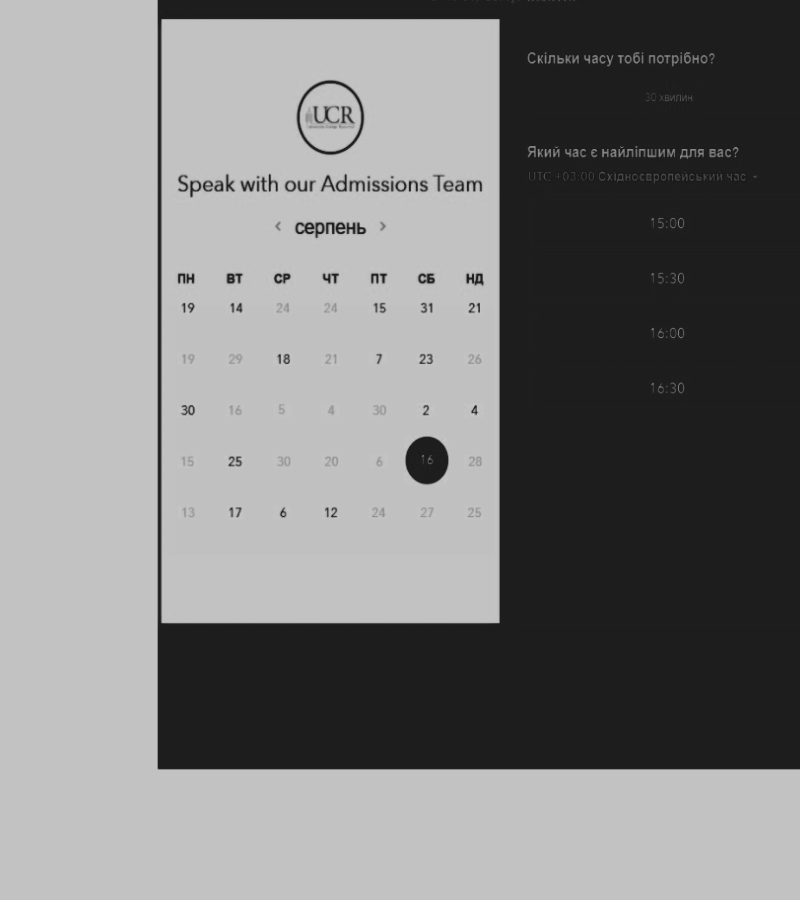 UCR
Speak with our Admissions Team
< серпень >
ПН ВТ СР ЧТ ПТ СБ НД
19 14 24 24 15 31 21
19 29 18 21 7 23 26
30 16 5 4 30 2 4
15 25 30 20 6 16 28
13 17 6 12 24 27 25
Скільки часу тобі потрібно?
30 хвилин
Який час є найліпшим для вас?
UTC +03:00 Східноєвропейський час
15:00
15:30
16:00
16:30